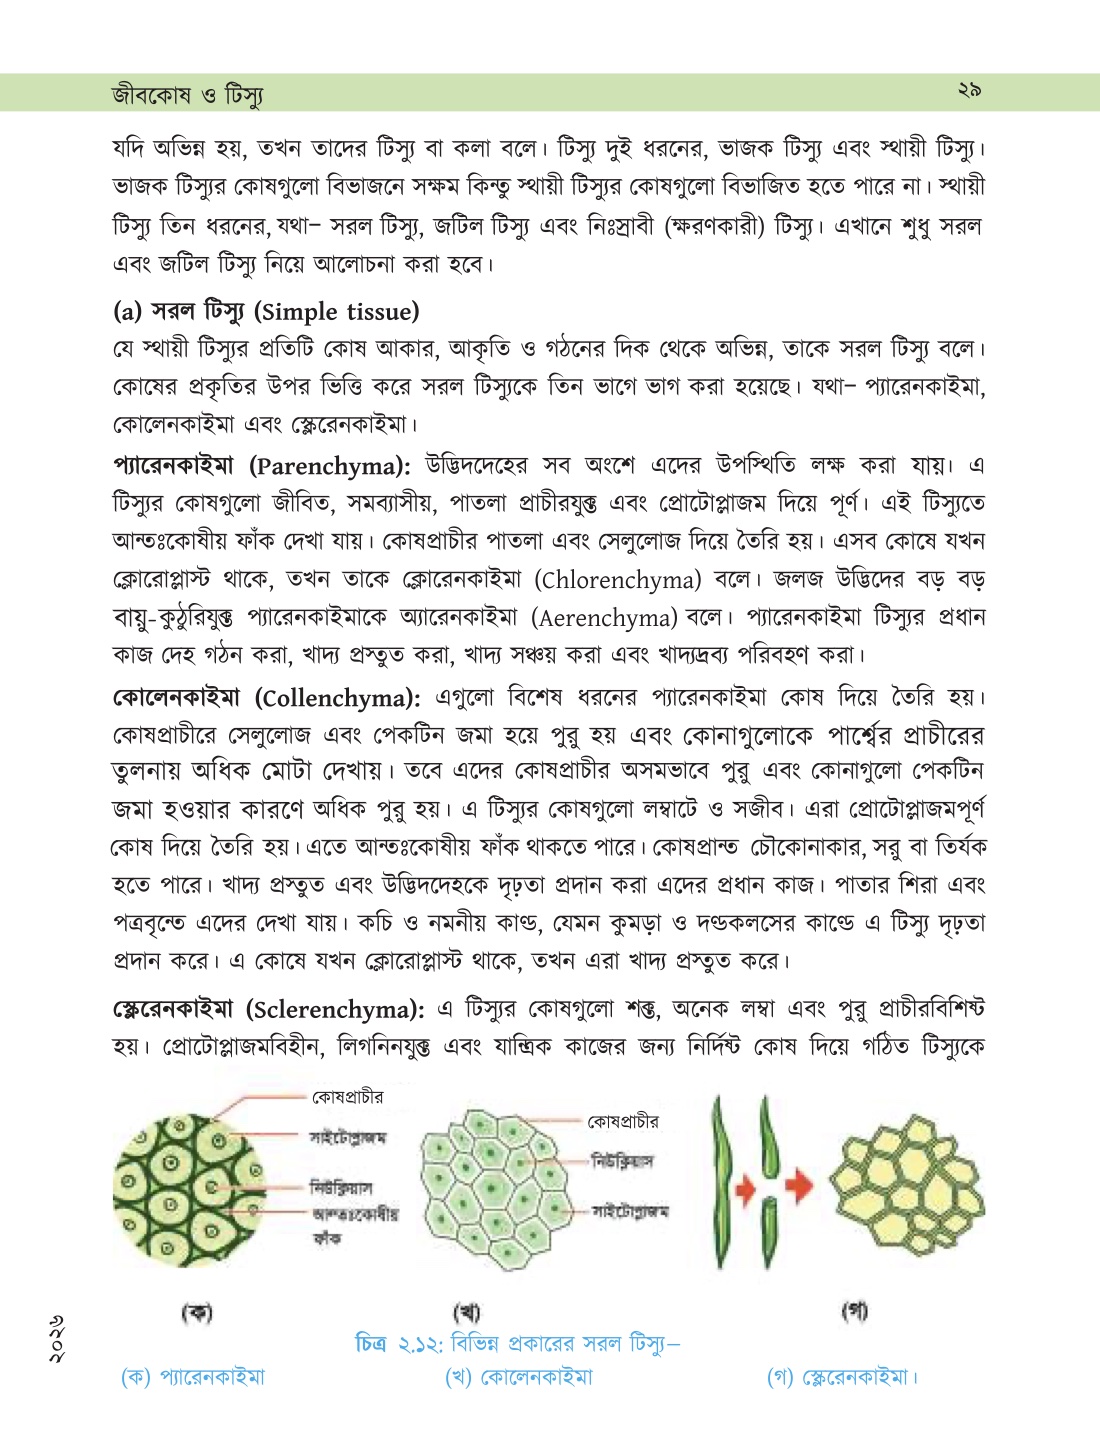 জীবকোষ ও টিস্যু
২৯
যদি অভিন্ন হয়, তখন তাদের টিস্যু বা কলা বলে। টিস্যু দুই ধরনের, ভাজক টিস্যু এবং স্থায়ী টিস্যু।
ভাজক টিস্যুর কোষগুলো বিভাজনে সক্ষম কিন্তু স্থায়ী টিস্যুর কোষগুলো বিভাজিত হতে পারে না। স্থায়ী
টিস্যু তিন ধরনের, যথা– সরল টিস্যু, জটিল টিস্যু এবং নিঃস্রাবী (ক্ষরণকারী) টিস্যু। এখানে শুধু সরল
এবং জটিল টিস্যু নিয়ে আলোচনা করা হবে।
(a) সরল টিস্যু (Simple tissue)
যে স্থায়ী টিস্যুর প্রতিটি কোষ আকার, আকৃতি ও গঠনের দিক থেকে অভিন্ন, তাকে সরল টিস্যু বলে।
কোষের প্রকৃতির উপর ভিত্তি করে সরল টিস্যুকে তিন ভাগে ভাগ করা হয়েছে। যথা– প্যারেনকাইমা,
কোলেনকাইমা এবং স্ক্লেরেনকাইমা।
প্যারেনকাইমা (Parenchyma): উদ্ভিদদেহের সব অংশে এদের উপস্থিতি লক্ষ করা যায়। এ
টিস্যুর কোষগুলো জীবিত, সমব্যাসীয়, পাতলা প্রাচীরযুক্ত এবং প্রোটোপ্লাজম দিয়ে পূর্ণ। এই টিস্যুতে
আন্তঃকোষীয় ফাঁক দেখা যায়। কোষপ্রাচীর পাতলা এবং সেলুলোজ দিয়ে তৈরি হয়। এসব কোষে যখন
ক্লোরোপ্লাস্ট থাকে, তখন তাকে ক্লোরেনকাইমা (Chlorenchyma) বলে। জলজ উদ্ভিদের বড় বড়
বায়ু-কুঠুরিযুক্ত প্যারেনকাইমাকে অ্যারেনকাইমা (Aerenchyma) বলে। প্যারেনকাইমা টিস্যুর প্রধান
কাজ দেহ গঠন করা, খাদ্য প্রস্তুত করা, খাদ্য সঞ্চয় করা এবং খাদ্যদ্রব্য পরিবহণ করা।
কোলেনকাইমা (Collenchyma): এগুলো বিশেষ ধরনের প্যারেনকাইমা কোষ দিয়ে তৈরি হয়।
কোষপ্রাচীরে সেলুলোজ এবং পেকটিন জমা হয়ে পুরু হয় এবং কোনাগুলোকে পার্শ্বের প্রাচীরের
তুলনায় অধিক মোটা দেখায়। তবে এদের কোষপ্রাচীর অসমভাবে পুরু এবং কোনাগুলো পেকটিন
জমা হওয়ার কারণে অধিক পুরু হয়। এ টিস্যুর কোষগুলো লম্বাটে ও সজীব। এরা প্রোটোপ্লাজমপূর্ণ
কোষ দিয়ে তৈরি হয়। এতে আন্তঃকোষীয় ফাঁক থাকতে পারে। কোষপ্রান্ত চৌকোনাকার, সরু বা তির্যক
হতে পারে। খাদ্য প্রস্তুত এবং উদ্ভিদদেহকে দৃঢ়তা প্রদান করা এদের প্রধান কাজ। পাতার শিরা এবং
পত্রবৃন্তে এদের দেখা যায়। কচি ও নমনীয় কাণ্ড, যেমন কুমড়া ও দণ্ডকলসের কাণ্ডে এ টিস্যু দৃঢ়তা
প্রদান করে। এ কোষে যখন ক্লোরোপ্লাস্ট থাকে, তখন এরা খাদ্য প্রস্তুত করে।
স্ক্লেরেনকাইমা (Sclerenchyma): এ টিস্যুর কোষগুলো শক্ত, অনেক লম্বা এবং পুরু প্রাচীরবিশিষ্ট
হয়। প্রোটোপ্লাজমবিহীন, লিগনিনযুক্ত এবং যান্ত্রিক কাজের জন্য নির্দিষ্ট কোষ দিয়ে গঠিত টিস্যুকে
কোষপ্রাচীর
সাইটোপ্লাজম
নিউক্লিয়াস
আন্তঃকোষীয়
ফাঁক
কোষপ্রাচীর
নিউক্লিয়াস
সাইটোপ্লাজম
(ক)
(খ)
(গ)
চিত্র ২.১২: বিভিন্ন প্রকারের সরল টিস্যু–
(ক) প্যারেনকাইমা
(খ) কোলেনকাইমা
(গ) স্ক্লেরেনকাইমা।
২০২৬